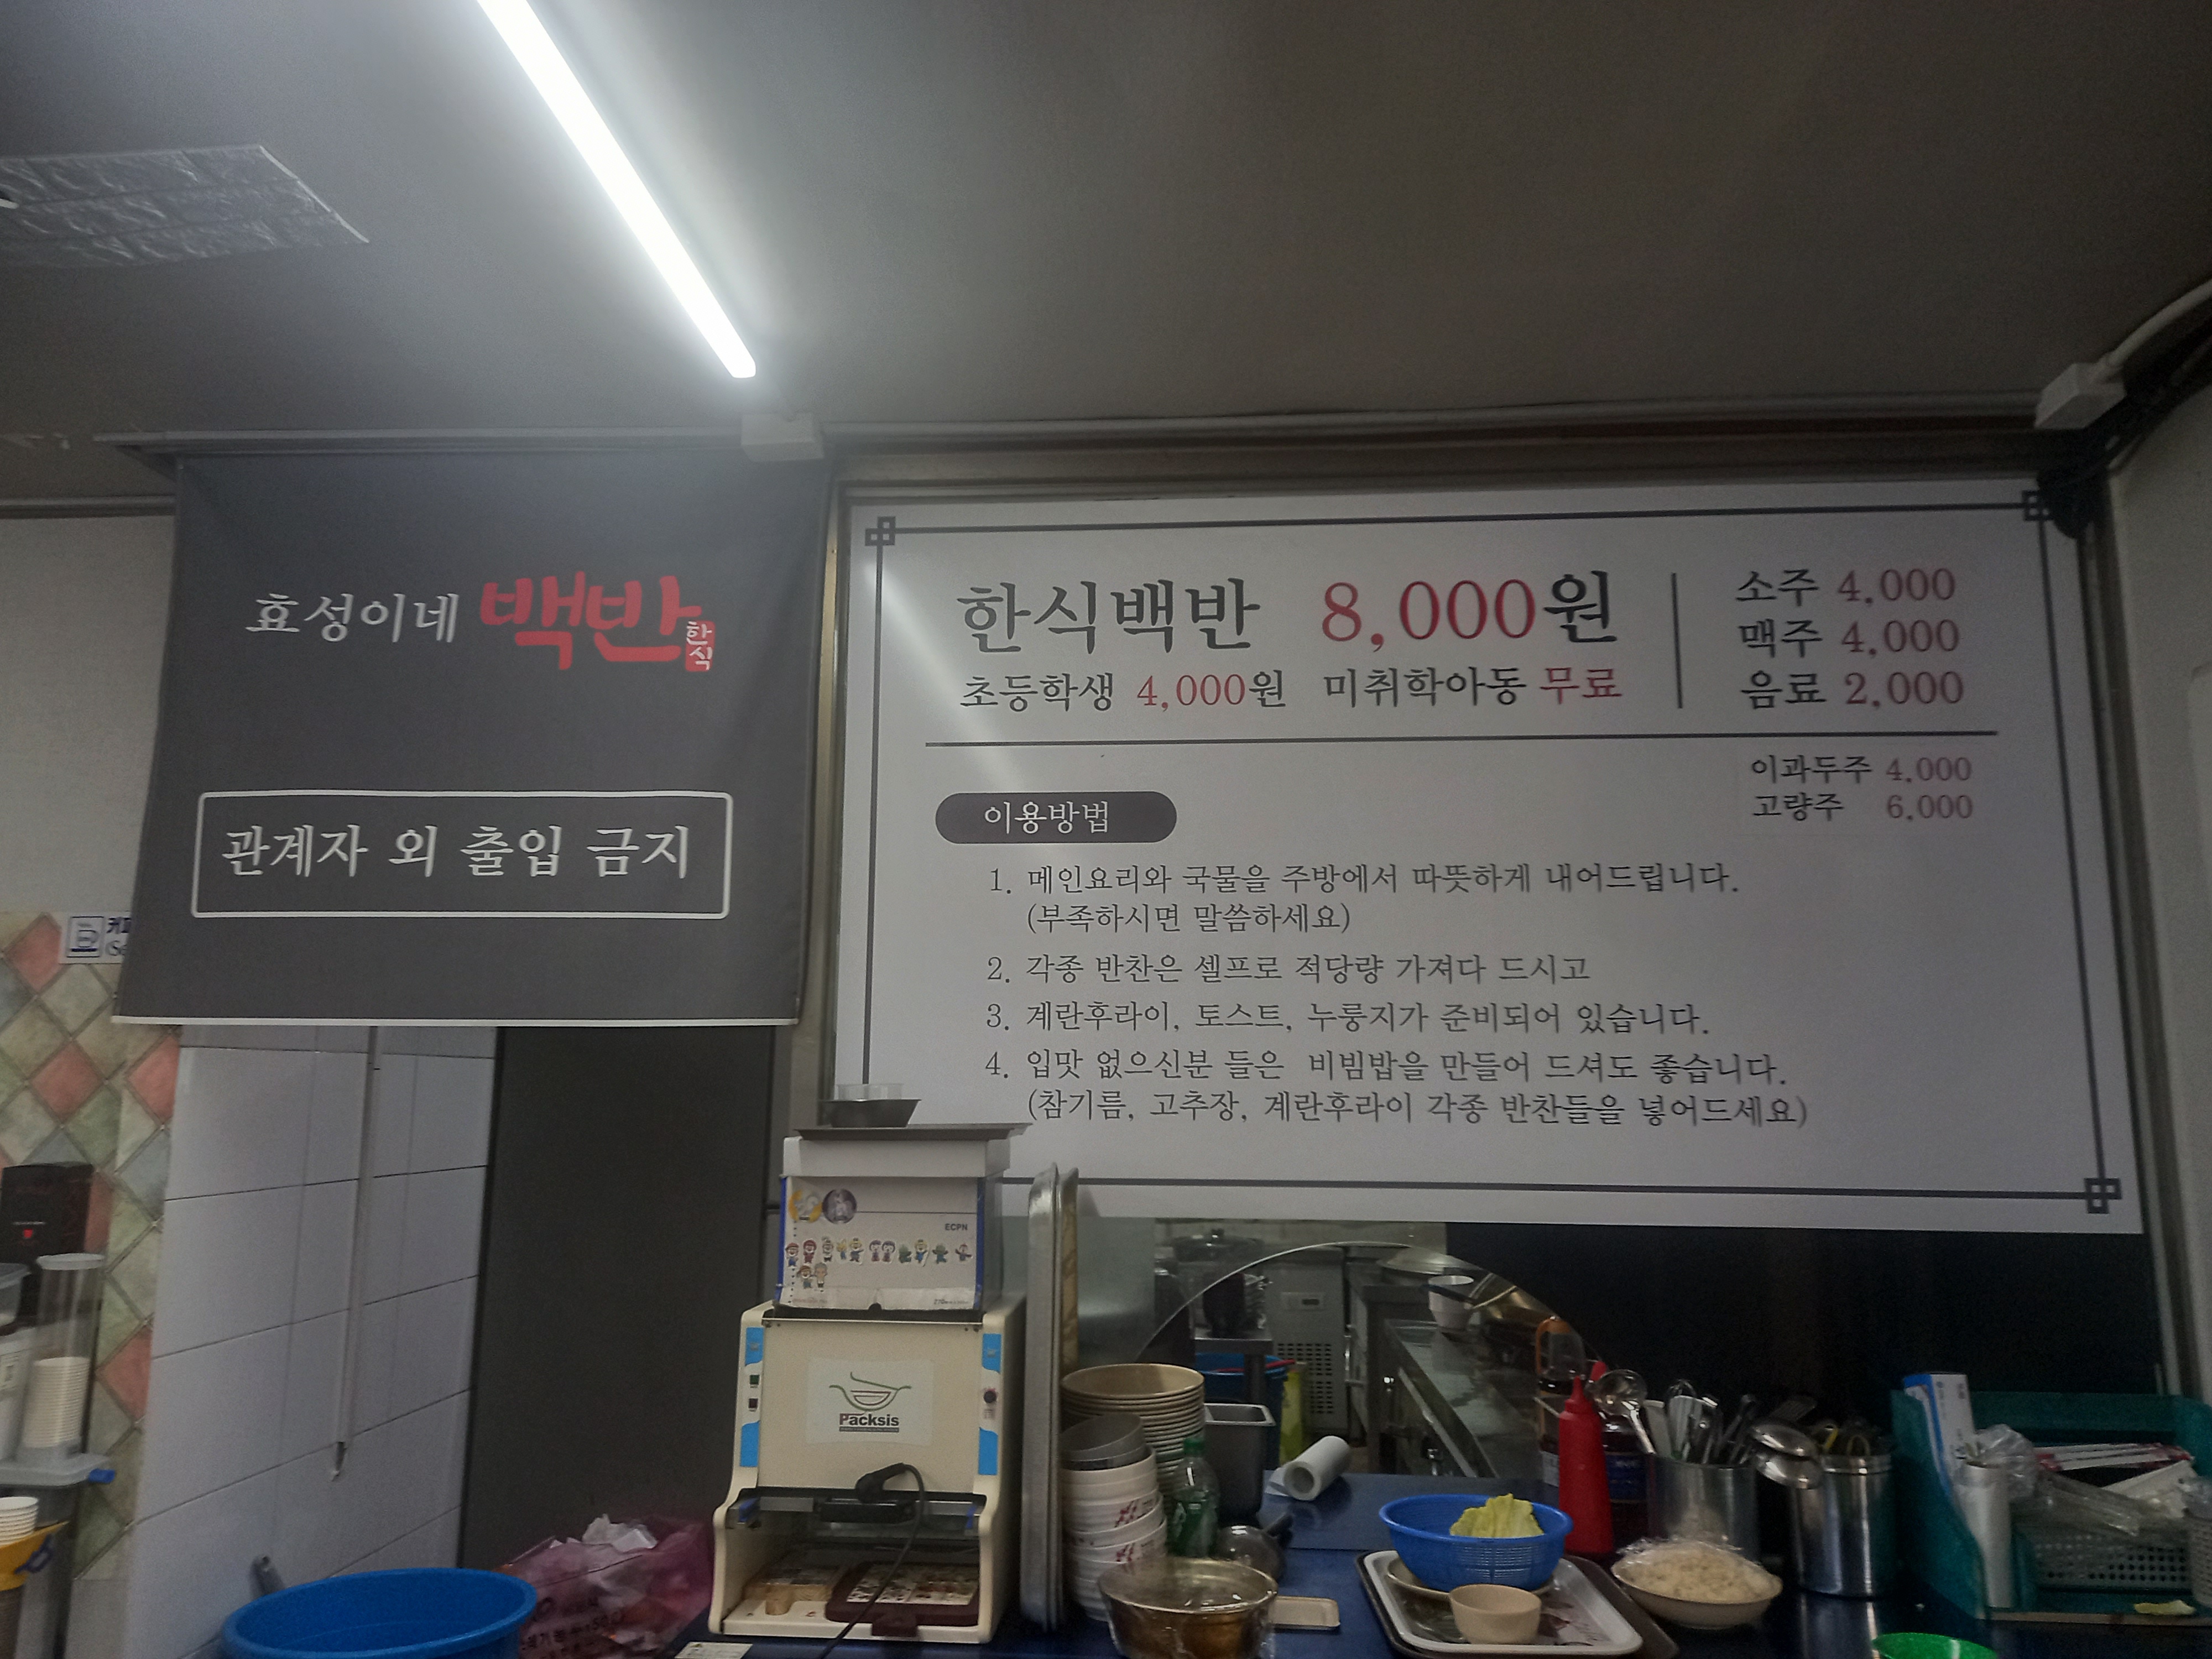 효성이네 백반 한식
관계자 외 출입 금지
한식백반 8,000원
초등학생 4,000원 미취학아동 무료
소주 4,000
맥주 4,000
음료 2,000
이과두주 4,000
고량주 6,000
이용방법
1. 메인요리와 국물을 주방에서 따뜻하게 내어드립니다.
(부족하시면 말씀하세요)
2. 각종 반찬은 셀프로 적당량 가져다 드시고
3. 계란후라이, 토스트, 누룽지가 준비되어 있습니다.
4. 입맛 없으신분 들은 비빔밥을 만들어 드셔도 좋습니다.
(참기름, 고추장, 계란후라이 각종 반찬들을 넣어드세요)
ECPN
Packsis